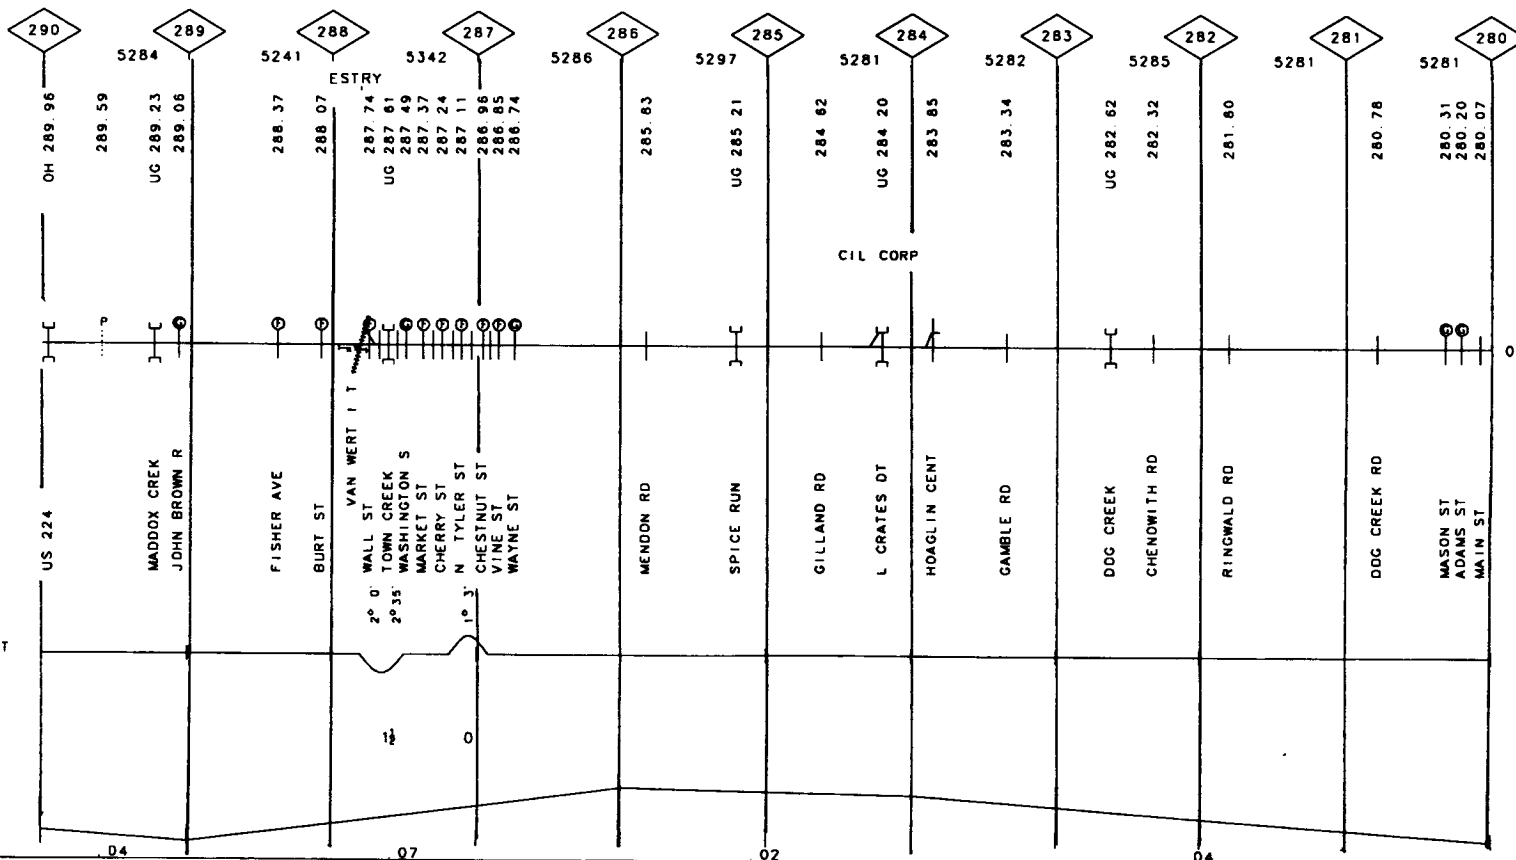 290 289 288 287 286 285 284 283 282 281 280
5284 5241 5342 5286 5297 5281 5282 5285 5281 5281
ESTRY
OH 289.96
289.59
UG 289.23
289.06
288.37
288 07
287.74
UG 287 61
287 49
287.37
287 24
287 11
286.96
286.85
286.74
285.83
UG 285 21
284 62
UG 284 20
283 85
283.34
UG 282 62
282 32
281.80
280.78
280.31
280.20
280.07
CIL CORP
P
G F F F G F F F F F G G G
O
US 224
MADDOX CREK
JOHN BROWN R
FISHER AVE
BURT ST
VAN WERT I T
WALL ST
TOWN CREEK
WASHINGTON S
MARKET ST
CHERRY ST
N TYLER ST
CHESTNUT ST
VINE ST
WAYNE ST
MENDON RD
SPICE RUN
GILLAND RD
L CRATES DT
HOAGLIN CENT
GAMBLE RD
DOG CREEK
CHENOWITH RD
RINGWALD RD
DOG CREEK RD
MASON ST
ADAMS ST
MAIN ST
2° 0'
2° 35'
1° 3'
T
0
.04 .07 .02 .04